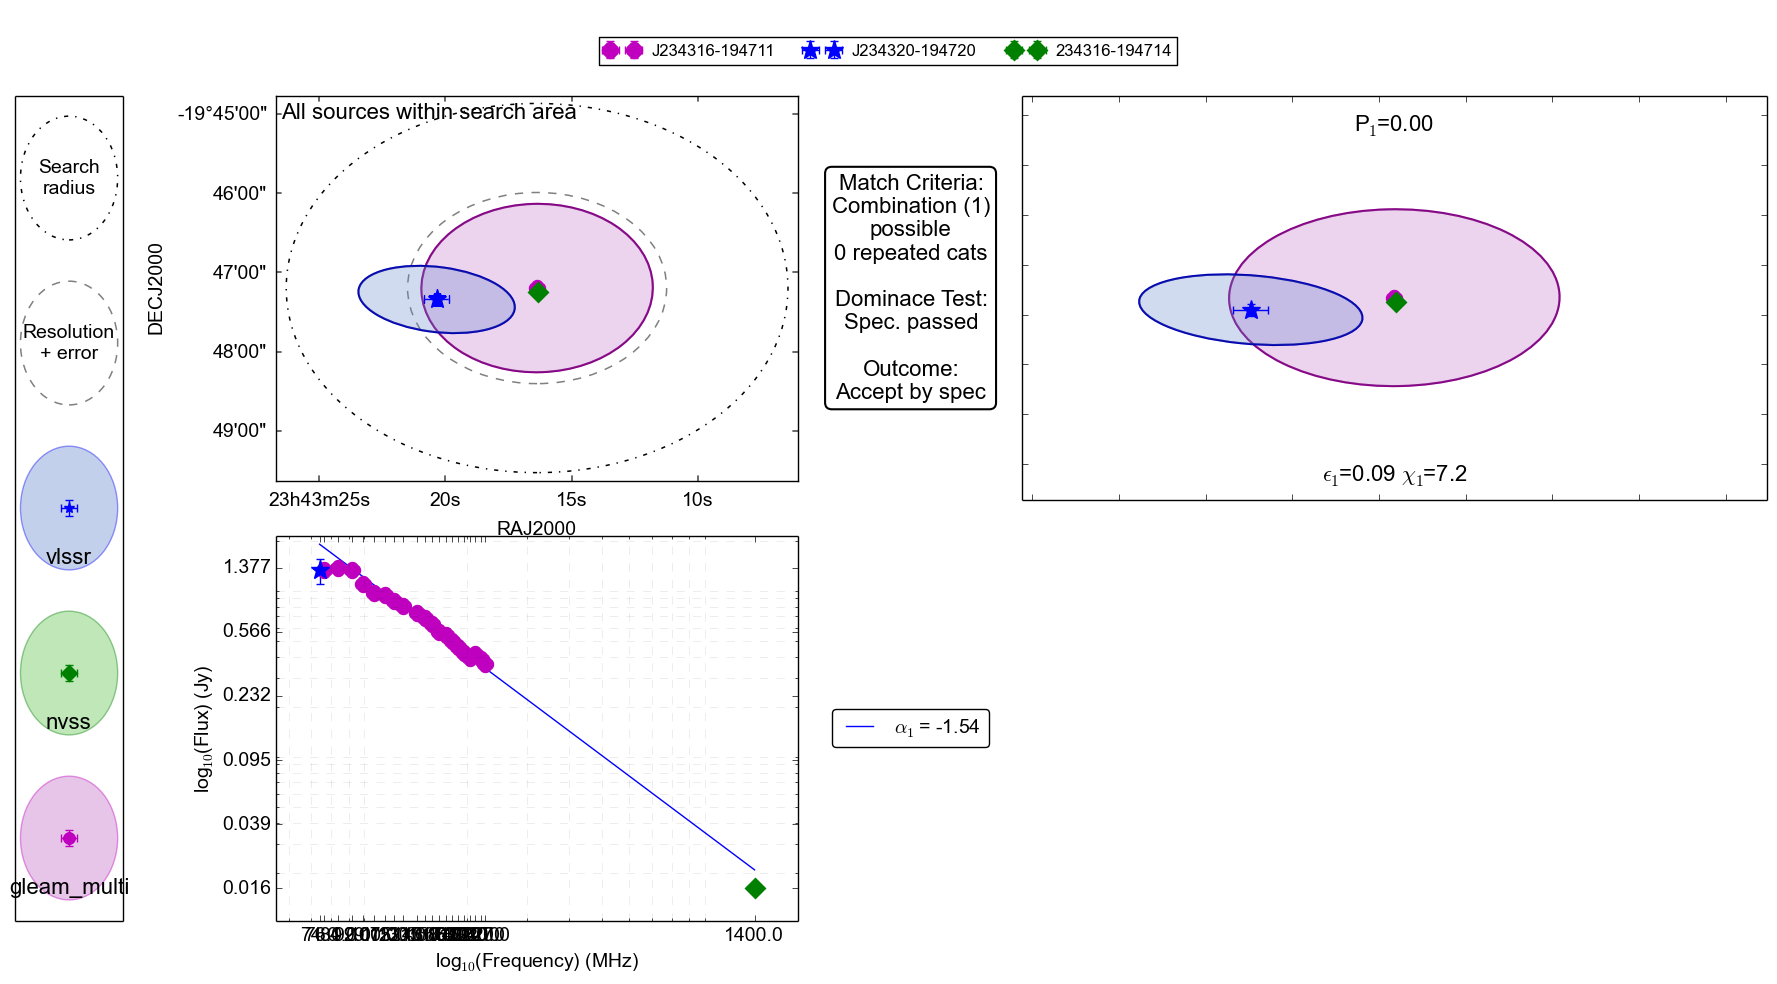 J234316-194711 J234320-194720 234316-194714
Search
radius
Resolution
+ error
vlssr
nvss
gleam_multi
All sources within search area
-19°45'00"
46'00"
47'00"
48'00"
49'00"
DECJ2000
23h43m25s 20s 15s 10s
RAJ2000
Match Criteria:
Combination (1)
possible
0 repeated cats
Dominace Test:
Spec. passed
Outcome:
Accept by spec
P₁=0.00
ϵ₁=0.09 χ₁=7.2
1.377
0.566
0.232
0.095
0.039
0.016
log₁₀(Flux) (Jy)
1400.0
log₁₀(Frequency) (MHz)
α₁ = -1.54